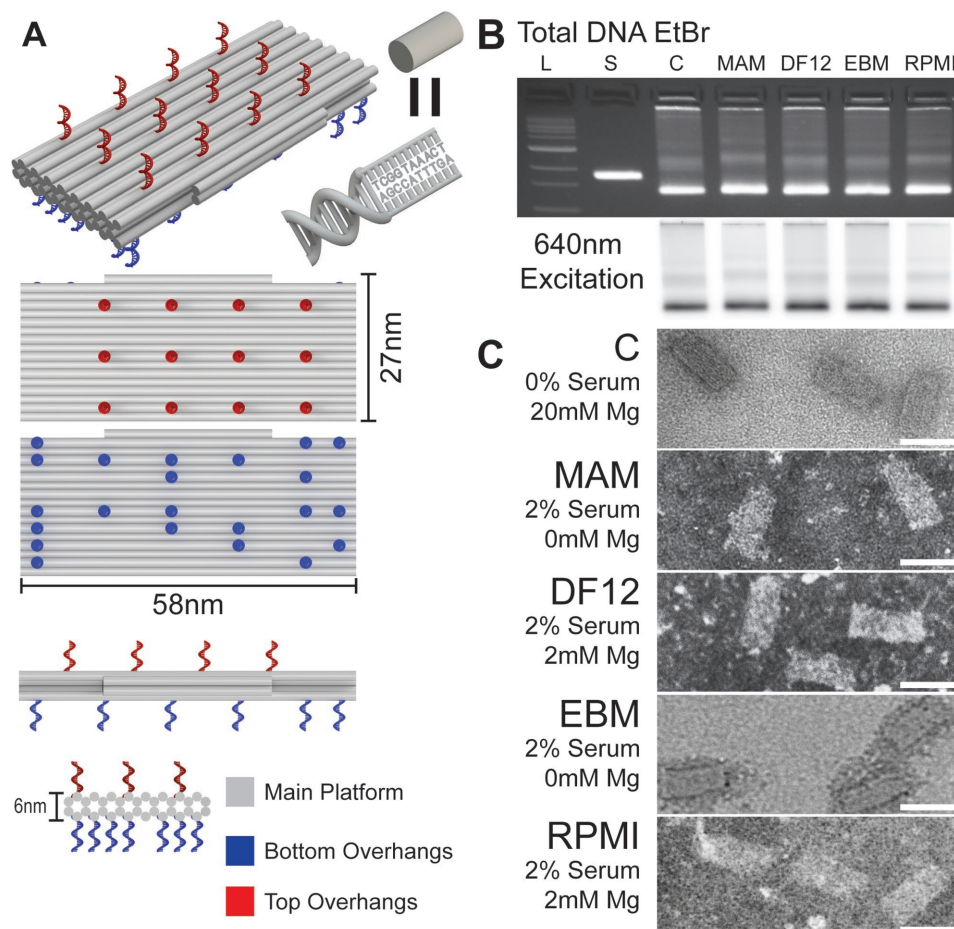 A
TCGGTAAACT
AGCCATTTGA
27nm
58nm
6nm
Main Platform
Bottom Overhangs
Top Overhangs
B Total DNA EtBr
L S C MAM DF12 EBM RPMI
640nm
Excitation
C
C
0% Serum
20mM Mg
MAM
2% Serum
0mM Mg
DF12
2% Serum
2mM Mg
EBM
2% Serum
0mM Mg
RPMI
2% Serum
2mM Mg